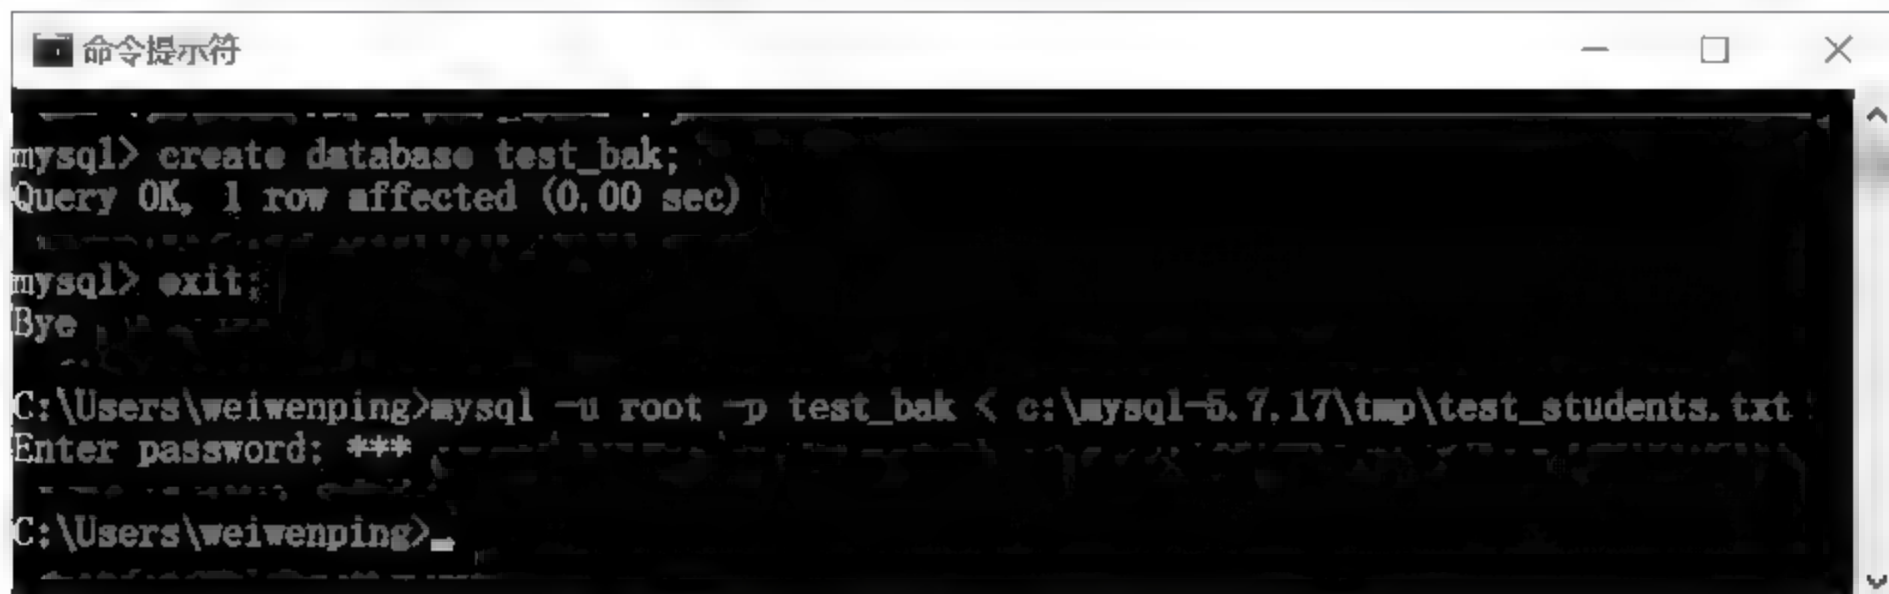 命令提示符
mysql> create database test_bak;
Query OK, 1 row affected (0.00 sec)
mysql> exit;
Bye
C:\Users\weiwenping>mysql -u root -p test_bak < c:\mysql-5.7.17\tmp\test_students.txt
Enter password: ***
C:\Users\weiwenping>_